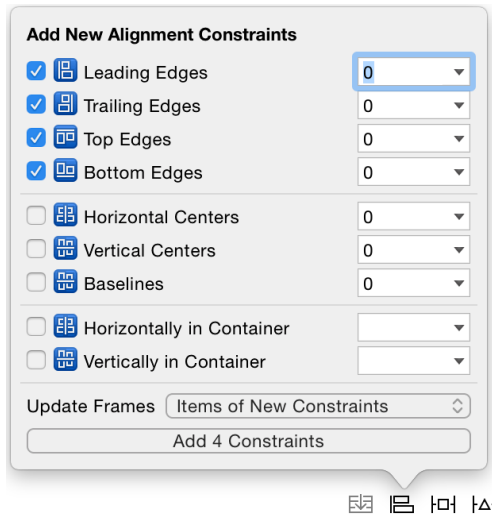 Add New Alignment Constraints
Leading Edges 0
Trailing Edges 0
Top Edges 0
Bottom Edges 0
Horizontal Centers 0
Vertical Centers 0
Baselines 0
Horizontally in Container
Vertically in Container
Update Frames Items of New Constraints
Add 4 Constraints